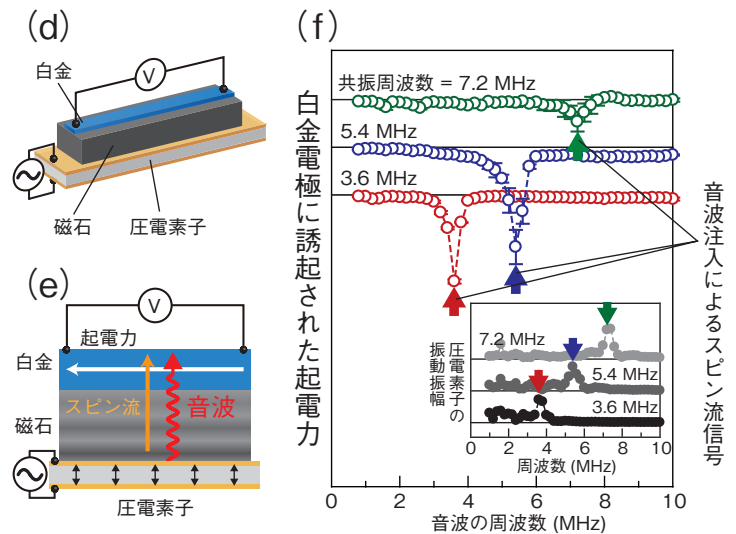 (d)
白金
V
磁石
圧電素子
(e)
V
起電力
白金
スピン流
音波
磁石
圧電素子
(f)
白金電極に誘起された起電力
共振周波数 = 7.2 MHz
5.4 MHz
3.6 MHz
音波注入によるスピン流信号
圧電素子の
振動振幅
7.2 MHz
5.4 MHz
3.6 MHz
0 2 4 6 8 10
周波数 (MHz)
2 4 6 8 10
音波の周波数 (MHz)